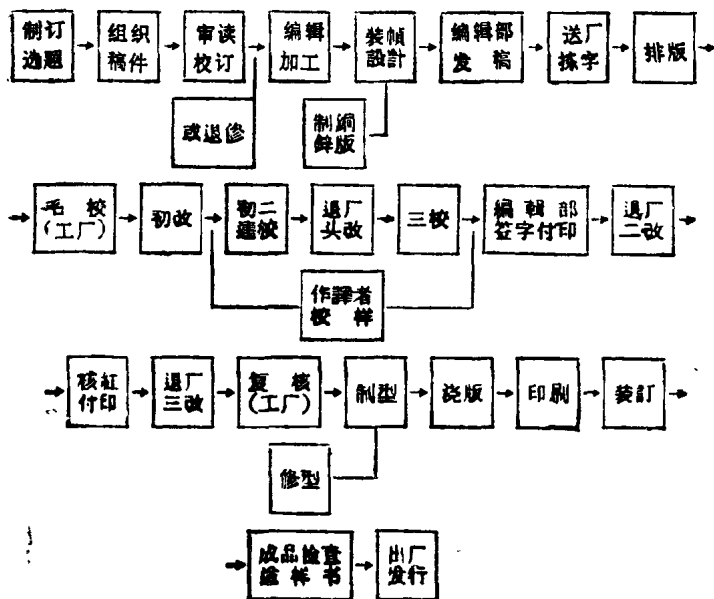 制订
选题
组织
稿件
审读
校订
编辑
加工
装帧
設計
编辑部
发稿
送厂
拣字
排版
或退修
制銅
鋅版
毛校
(工厂)
初改
初二
連校
退厂
头改
三校
編輯部
签字付印
退厂
二改
作譯者
校样
核紅
付印
退厂
三改
复核
(工厂)
制型
浇版
印刷
装訂
修型
成品检查
送样书
出厂
发行